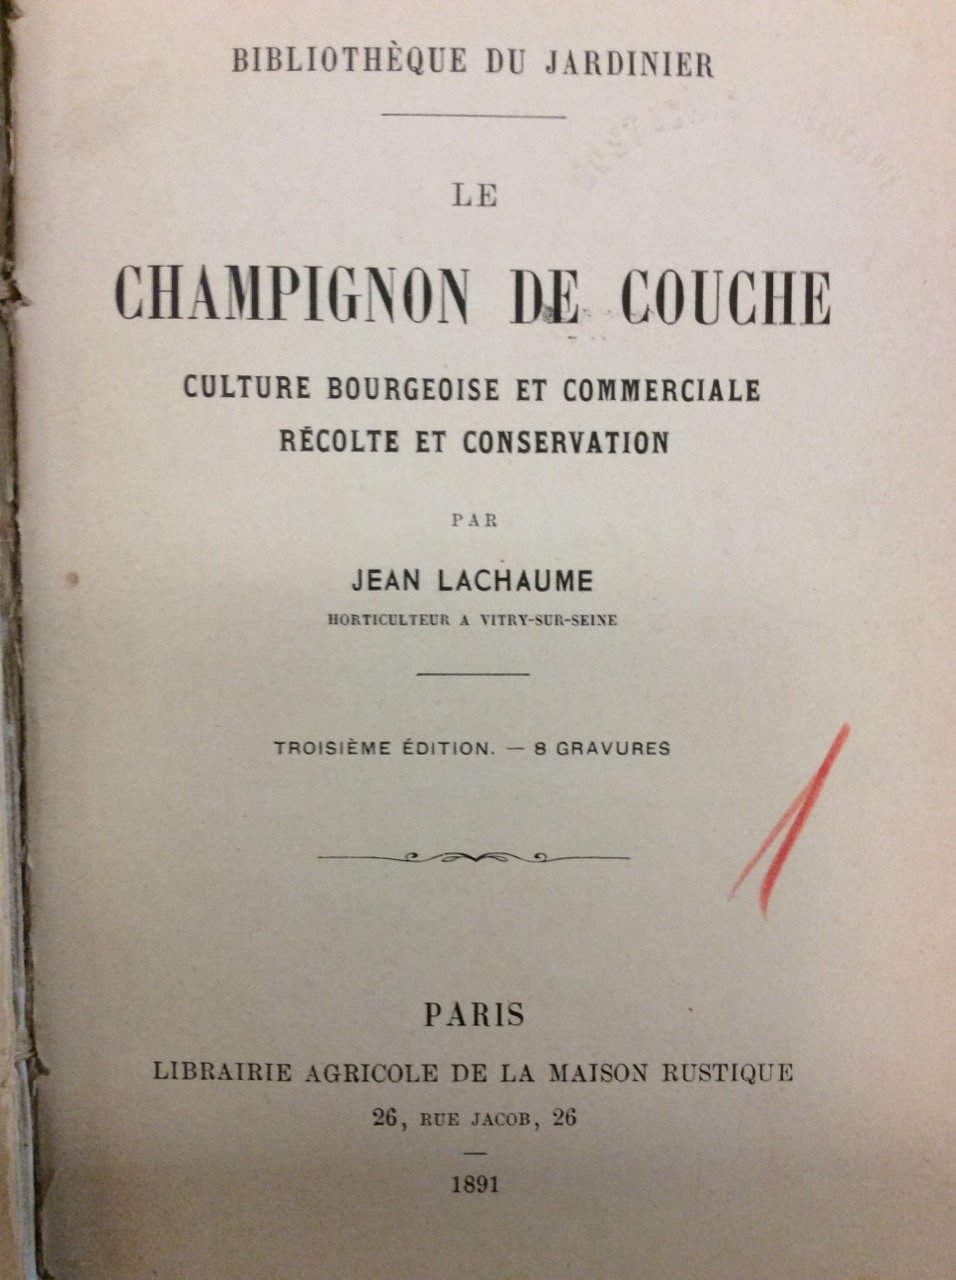 BIBLIOTHÈQUE DU JARDINIER
LE
CHAMPIGNON DE COUCHE
CULTURE BOURGEOISE ET COMMERCIALE
RÉCOLTE ET CONSERVATION
PAR
JEAN LACHAUME
HORTICULTEUR A VITRY-SUR-SEINE
TROISIÈME ÉDITION. — 8 GRAVURES
1
PARIS
LIBRAIRIE AGRICOLE DE LA MAISON RUSTIQUE
26, RUE JACOB, 26
1891